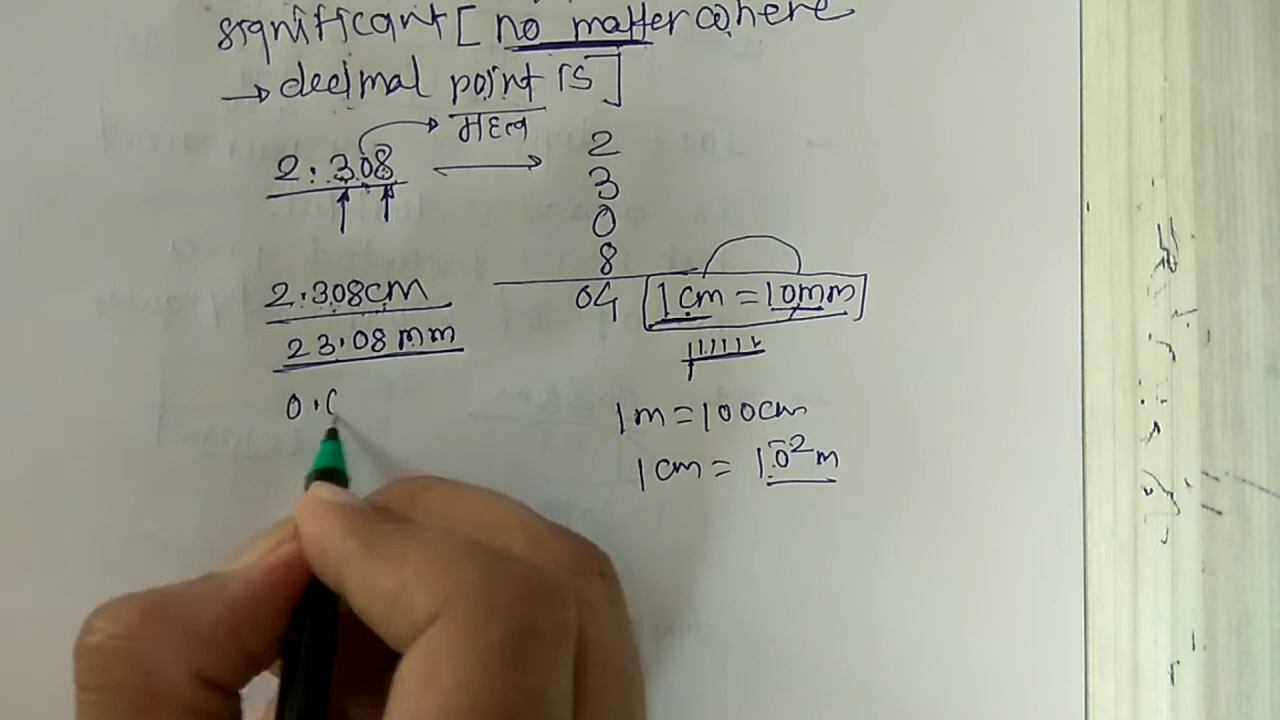 significant [ no matter where
→ decimal point is ]
महत्व
2.308 → 2
3
0
8
2.308cm 04 1cm = 10mm
23.08mm
0.0 1m = 100cm
1cm = 10⁻²m